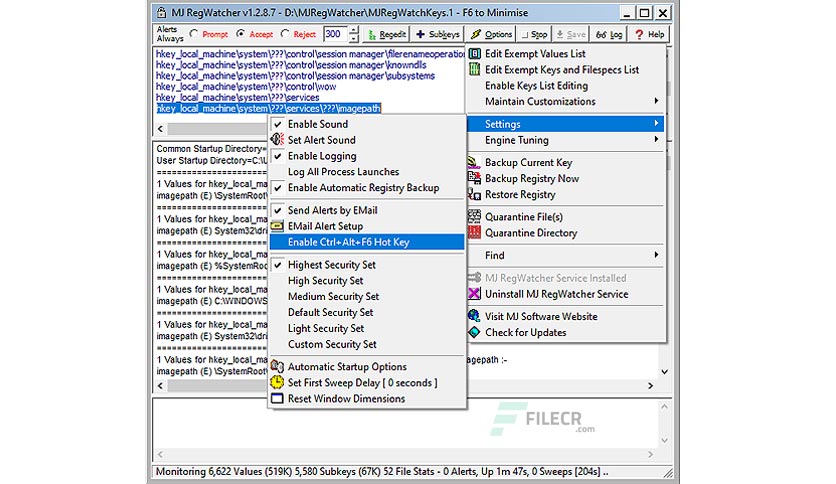 MJ RegWatcher v1.2.8.7 - D:\MJRegWatcher\MJRegWatchKeys.1 - F6 to Minimise
Alerts Always Prompt Accept Reject 300 Regedit Subkeys Options Stop Save Log Help
hkey_local_machine\system\???\control\session manager\filerenameoperation
hkey_local_machine\system\???\control\session manager\knowndlls
hkey_local_machine\system\???\control\session manager\subsystems
hkey_local_machine\system\???\control\wow
hkey_local_machine\system\???\services
hkey_local_machine\system\???\services\???\imagepath
Edit Exempt Values List
Edit Exempt Keys and Filespecs List
Enable Keys List Editing
Maintain Customizations
Settings
Engine Tuning
Backup Current Key
Backup Registry Now
Restore Registry
Quarantine File(s)
Quarantine Directory
Find
MJ RegWatcher Service Installed
Uninstall MJ RegWatcher Service
Visit MJ Software Website
Check for Updates
Enable Sound
Set Alert Sound
Enable Logging
Log All Process Launches
Enable Automatic Registry Backup
Send Alerts by EMail
EMail Alert Setup
Enable Ctrl+Alt+F6 Hot Key
Highest Security Set
High Security Set
Medium Security Set
Default Security Set
Light Security Set
Custom Security Set
Automatic Startup Options
Set First Sweep Delay [ 0 seconds ]
Reset Window Dimensions
Common Startup Directory=
User Startup Directory=C:\
====================
1 Values for hkey_local_ma
imagepath (E) \SystemRoot\
====================
1 Values for hkey_local_ma
imagepath (E) System32\dri
====================
1 Values for hkey_local_ma
imagepath (E) %SystemRo
====================
1 Values for hkey_local_ma
imagepath (E) C:\WINDOWS
====================
1 Values for hkey_local_ma
imagepath (E) System32\dri
====================
1 Values for hkey_local_ma agepath :-
imagepath (E) \SystemRoot\
FILECR
.com
Monitoring 6,622 Values (519K) 5,580 Subkeys (67K) 52 File Stats - 0 Alerts, Up 1m 47s, 0 Sweeps [204s] ..